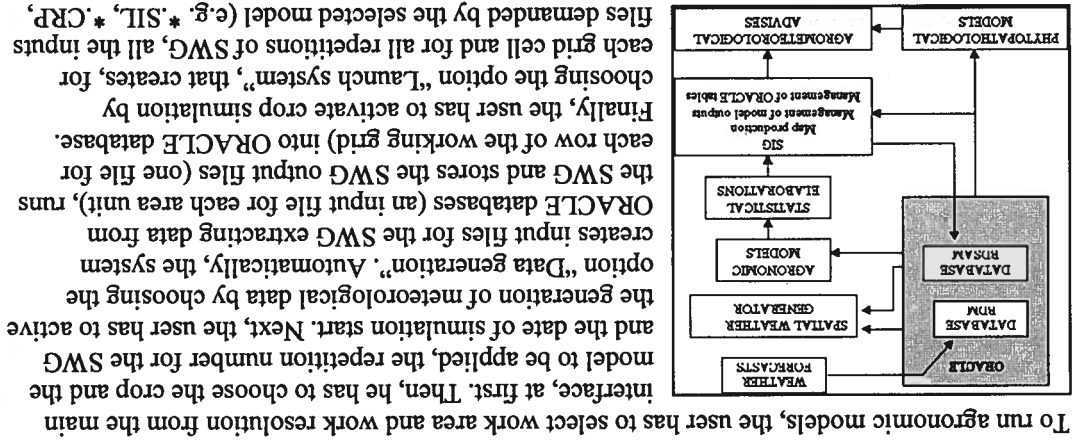 To run agronomic models, the user has to select work area and work resolution from the main
interface, at first. Then, he has to choose the crop and the
model to be applied, the repetition number for the SWG
and the date of simulation start. Next, the user has to active
the generation of meteorological data by choosing the
option "Data generation". Automatically, the system
creates input files for the SWG extracting data from
ORACLE databases (an input file for each area unit), runs
the SWG and stores the SWG output files (one file for
each row of the working grid) into ORACLE database.
Finally, the user has to activate crop simulation by
choosing the option "Launch system", that creates, for
each grid cell and for all repetitions of SWG, all the inputs
files demanded by the selected model (e.g. *.SIL, *.CRP,
ORACLE
DATABASE
RDM
DATABASE
RDSAM
WEATHER
FORECASTS
SPATIAL WEATHER
GENERATOR
AGRONOMIC
MODELS
STATISTICAL
ELABORATIONS
SIG
Map production
Management of model outputs
Management of ORACLE tables
PHYTOPATHOLOGICAL
MODELS
AGROMETEOROLOGICAL
ADVISES